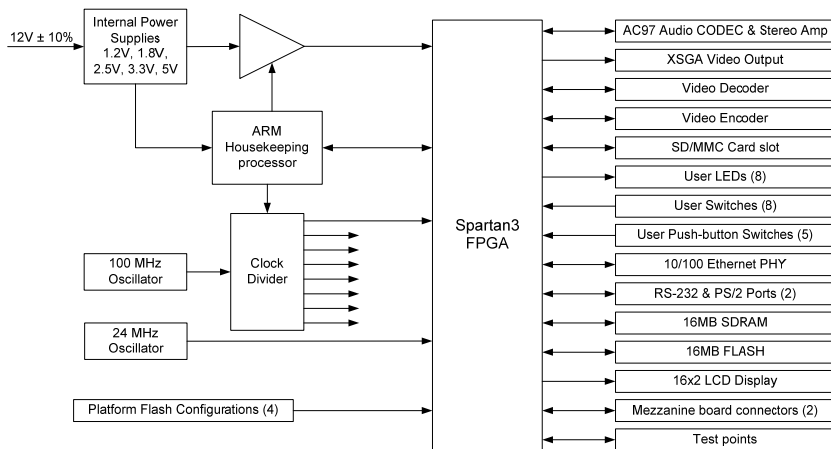 12V ± 10%
Internal Power
Supplies
1.2V, 1.8V,
2.5V, 3.3V, 5V
ARM
Housekeeping
processor
100 MHz
Oscillator
Clock
Divider
24 MHz
Oscillator
Platform Flash Configurations (4)
Spartan3
FPGA
AC97 Audio CODEC & Stereo Amp
XSGA Video Output
Video Decoder
Video Encoder
SD/MMC Card slot
User LEDs (8)
User Switches (8)
User Push-button Switches (5)
10/100 Ethernet PHY
RS-232 & PS/2 Ports (2)
16MB SDRAM
16MB FLASH
16x2 LCD Display
Mezzanine board connectors (2)
Test points